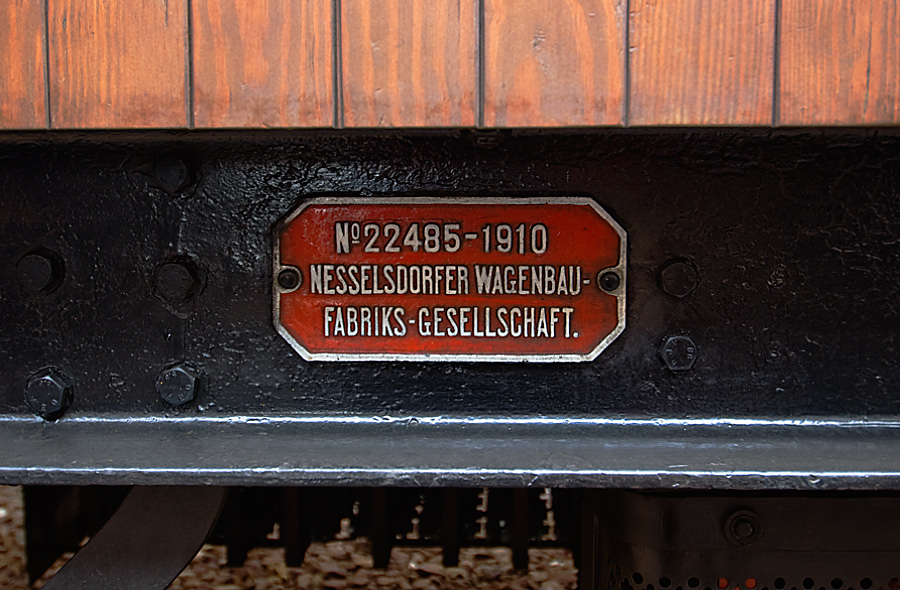 Nº22485-1910
NESSELSDORFER WAGENBAU-
FABRIKS-GESELLSCHAFT.